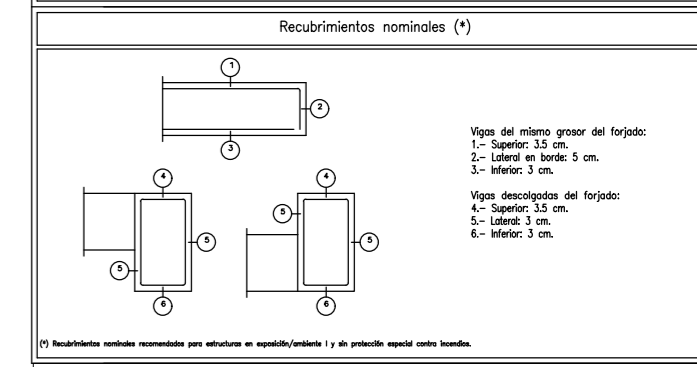 Recubrimientos nominales (*)
1
2
3
Vigas del mismo grosor del forjado:
1.- Superior: 3.5 cm.
2.- Lateral en borde: 5 cm.
3.- Inferior: 3 cm.
Vigas descolgadas del forjado:
4.- Superior: 3.5 cm.
5.- Lateral: 3 cm.
6.- Inferior: 3 cm.
4
5
5
6
4
5
5
6
(*) Recubrimientos nominales recomendados para estructuras en exposición/ambiente I y sin protección especial contra incendios.